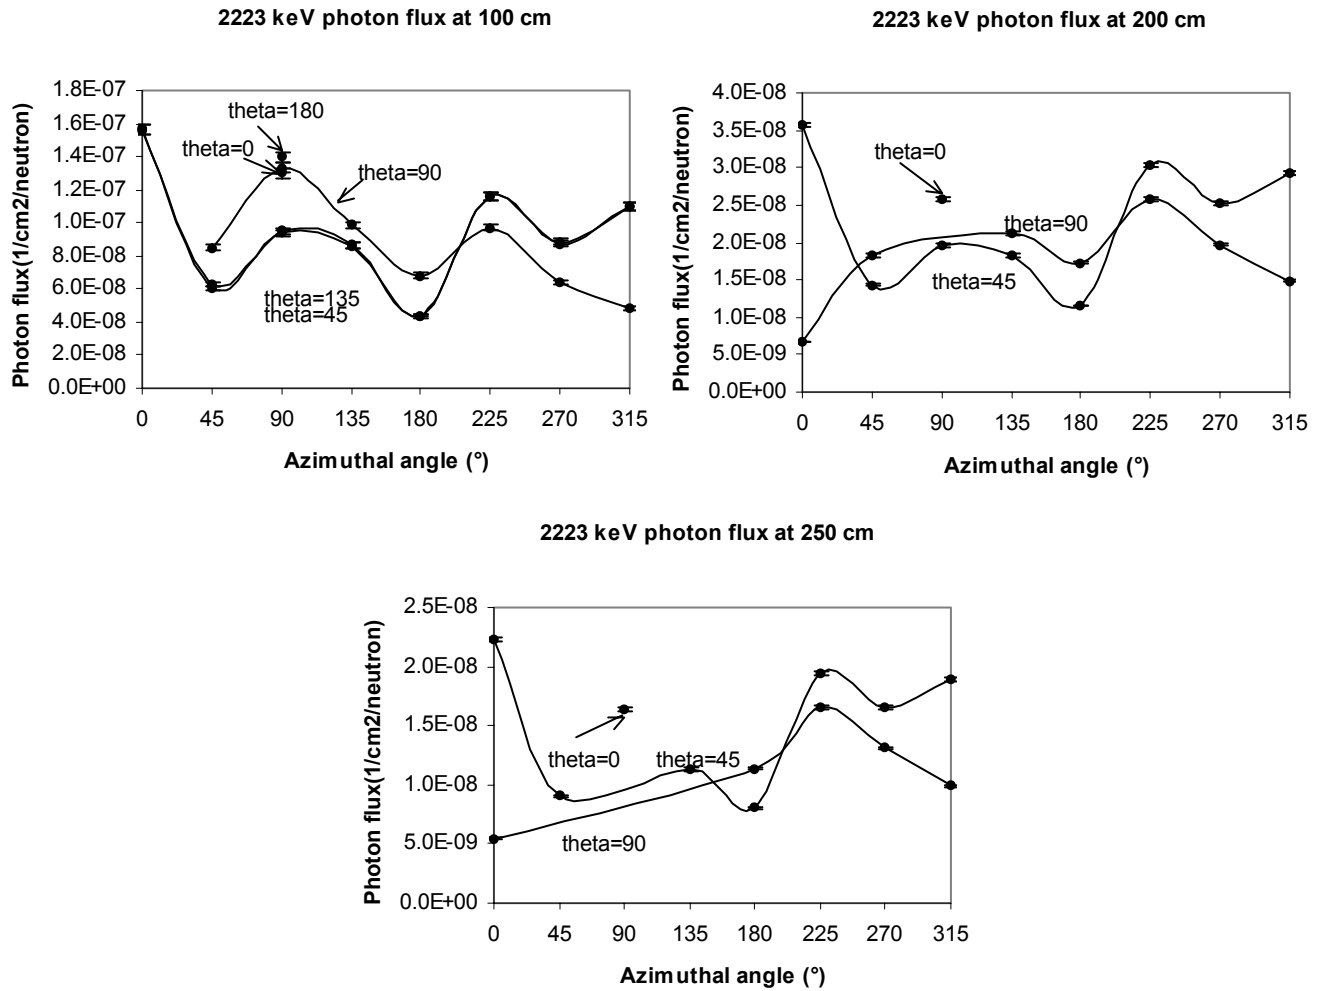 2223 keV photon flux at 100 cm
Photon flux(1/cm2/neutron)
1.8E-07
1.6E-07
1.4E-07
1.2E-07
1.0E-07
8.0E-08
6.0E-08
4.0E-08
2.0E-08
0.0E+00
theta=180
theta=0
theta=90
theta=135
theta=45
0 45 90 135 180 225 270 315
Azimuthal angle (°)
2223 keV photon flux at 200 cm
Photon flux(1/cm2/neutron)
4.0E-08
3.5E-08
3.0E-08
2.5E-08
2.0E-08
1.5E-08
1.0E-08
5.0E-09
0.0E+00
theta=0
theta=90
theta=45
0 45 90 135 180 225 270 315
Azimuthal angle (°)
2223 keV photon flux at 250 cm
Photon flux(1/cm2/neutron)
2.5E-08
2.0E-08
1.5E-08
1.0E-08
5.0E-09
0.0E+00
theta=0
theta=45
theta=90
0 45 90 135 180 225 270 315
Azimuthal angle (°)